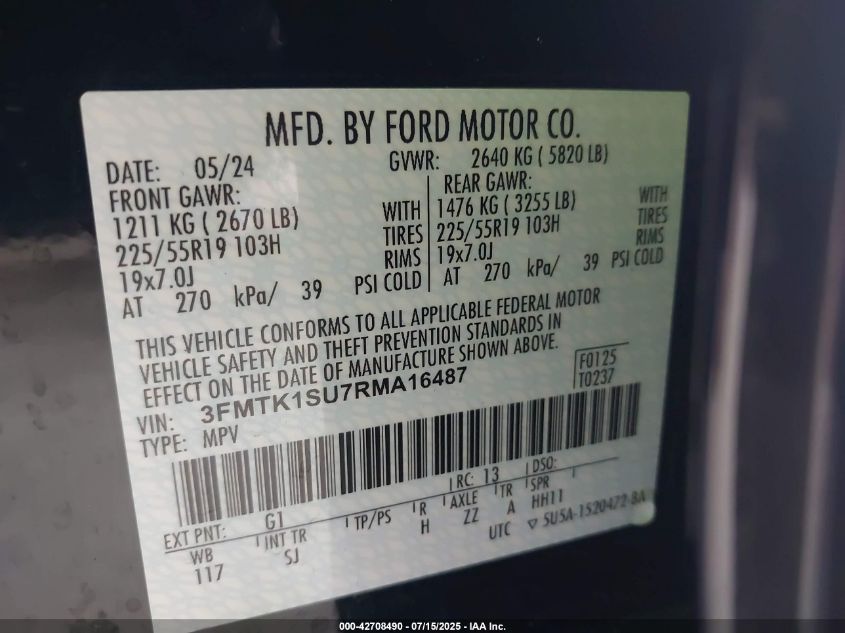 MFD. BY FORD MOTOR CO.
DATE: 05/24 GVWR: 2640 KG ( 5820 LB)
FRONT GAWR: REAR GAWR:
1211 KG ( 2670 LB) WITH 1476 KG ( 3255 LB) WITH
225/55R19 103H TIRES 225/55R19 103H TIRES
19x7.0J RIMS 19x7.0J RIMS
AT 270 kPa/ 39 PSI COLD AT 270 kPa/ 39 PSI COLD
THIS VEHICLE CONFORMS TO ALL APPLICABLE FEDERAL MOTOR
VEHICLE SAFETY AND THEFT PREVENTION STANDARDS IN
EFFECT ON THE DATE OF MANUFACTURE SHOWN ABOVE.
F0125
T0237
VIN: 3FMTK1SU7RMA16487
TYPE: MPV
RC: 13 DSO:
EXT PNT: G1 TP/PS R AXLE TR SPR
WB INT TR H ZZ A HH11
117 SJ UTC ▽ 5U5A-1520472-BA
000-42708490 - 07/15/2025 - IAA Inc.